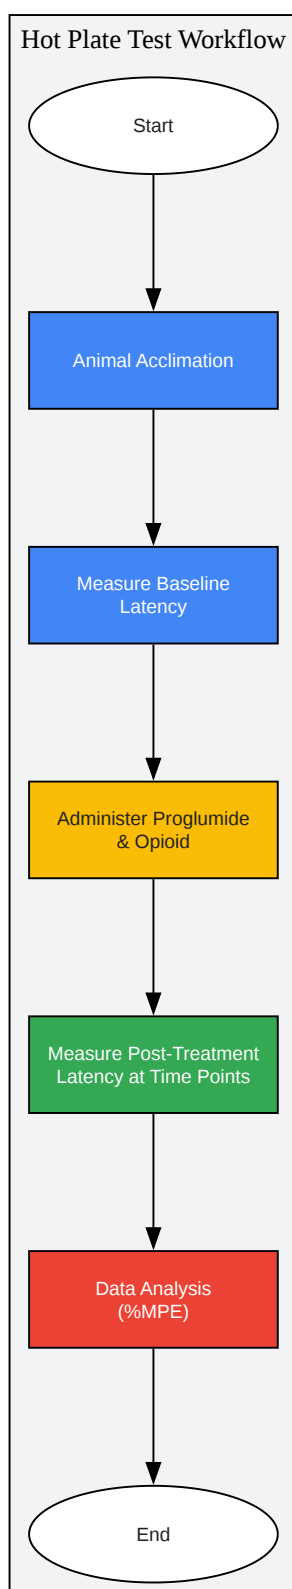 Hot Plate Test Workflow
Start
Animal Acclimation
Measure Baseline
Latency
Administer Proglumide
& Opioid
Measure Post-Treatment
Latency at Time Points
Data Analysis
(%MPE)
End